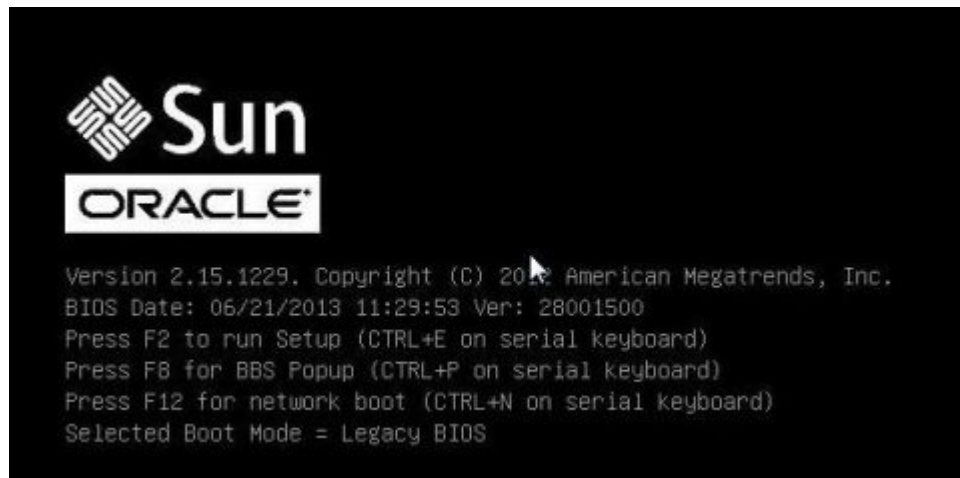 Sun
ORACLE
Version 2.15.1229. Copyright (C) 2012 American Megatrends, Inc.
BIOS Date: 06/21/2013 11:29:53 Ver: 28001500
Press F2 to run Setup (CTRL+E on serial keyboard)
Press F8 for BBS Popup (CTRL+P on serial keyboard)
Press F12 for network boot (CTRL+N on serial keyboard)
Selected Boot Mode = Legacy BIOS